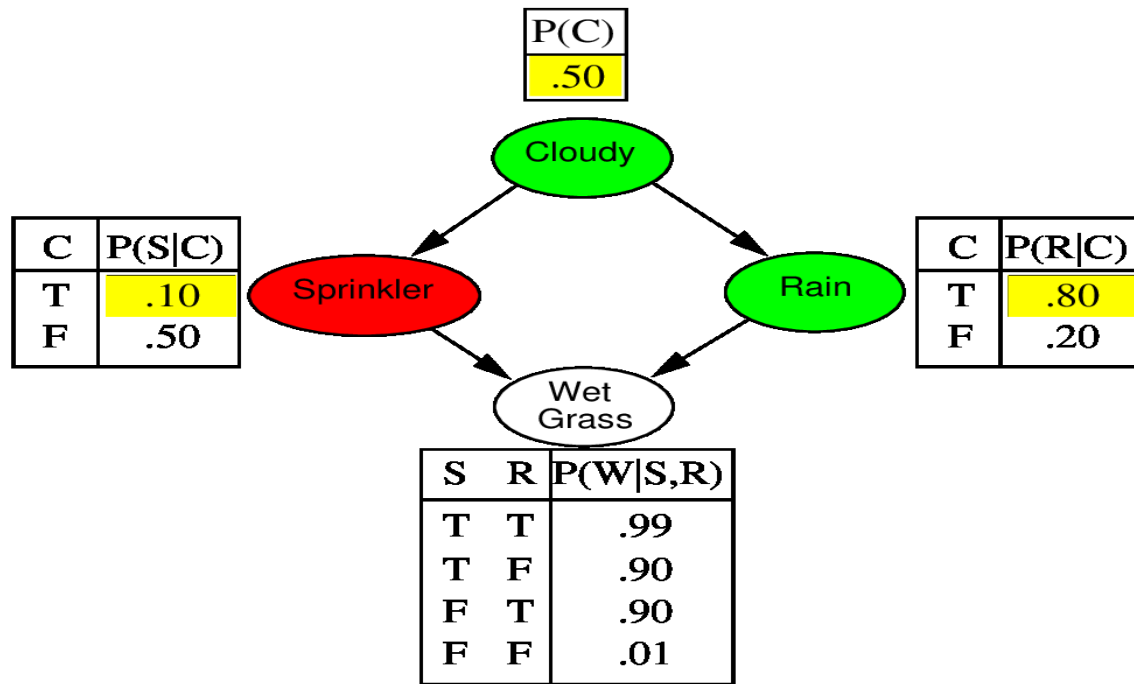 P(C)
.50
Cloudy
C P(S|C)
T .10
F .50
Sprinkler
Rain
C P(R|C)
T .80
F .20
Wet
Grass
S R P(W|S,R)
T T .99
T F .90
F T .90
F F .01